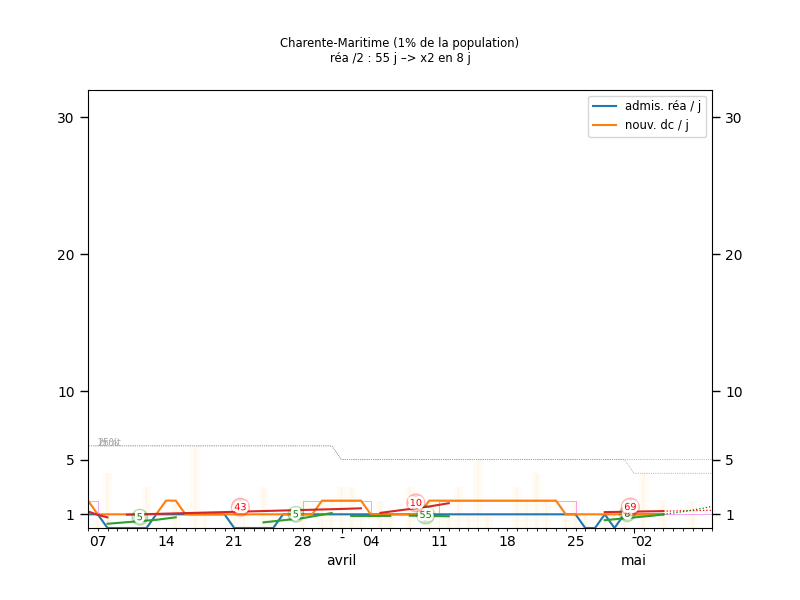 Charente-Maritime (1% de la population)
réa /2 : 55 j –> x2 en 8 j
admis. réa / j
nouv. dc / j
30 30
20 20
10 10
5 5
1 1
5 43 5 10 55 69
07 14 21 28 - 04 11 18 25 - 02
avril mai